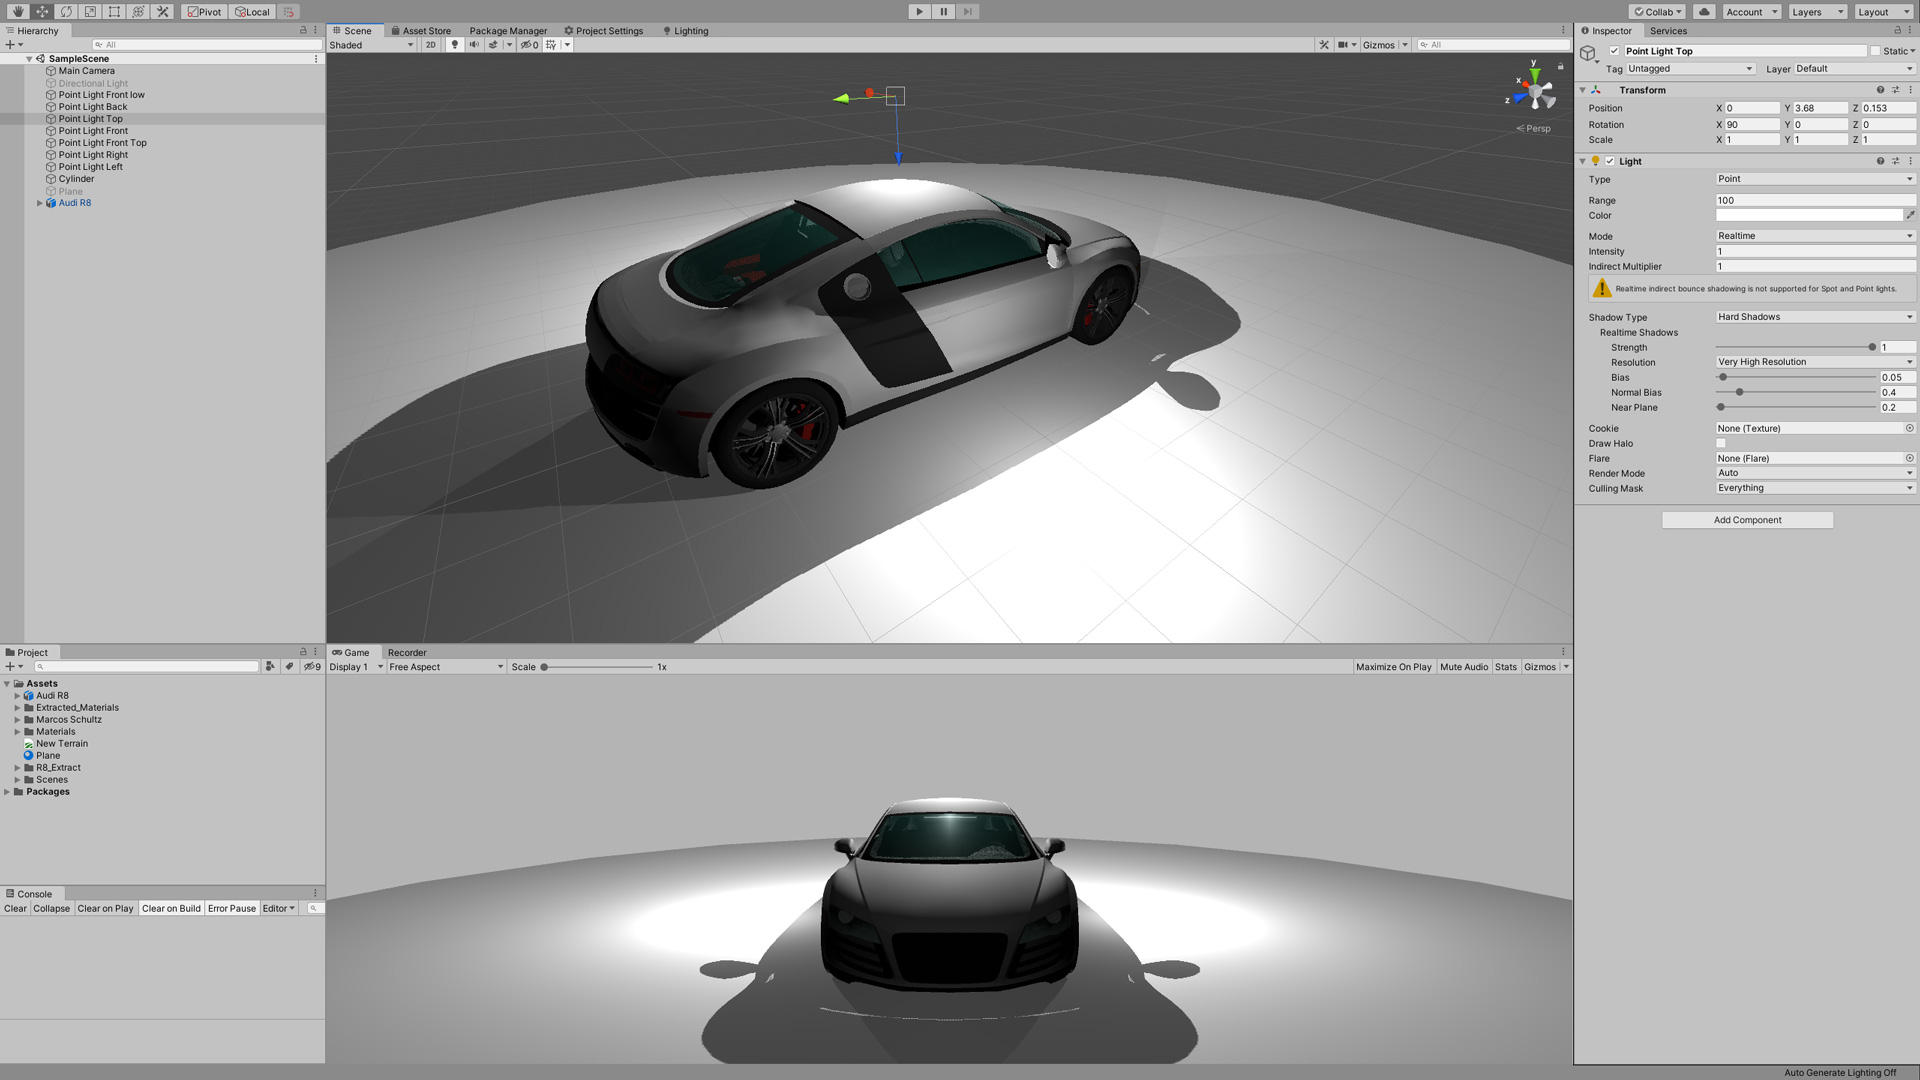 Pivot Local Collab Account Layers Layout
Hierarchy
All
SampleScene
Main Camera
Directional Light
Point Light Front low
Point Light Back
Point Light Top
Point Light Front
Point Light Front Top
Point Light Right
Point Light Left
Cylinder
Plane
Audi R8
Scene Asset Store Package Manager Project Settings Lighting
Shaded 2D 0 Gizmos All
y
x
z
Persp
Inspector Services
Point Light Top Static
Tag Untagged Layer Default
Transform
Position X 0 Y 3.68 Z 0.153
Rotation X 90 Y 0 Z 0
Scale X 1 Y 1 Z 1
Light
Type Point
Range 100
Color
Mode Realtime
Intensity 1
Indirect Multiplier 1
Realtime indirect bounce shadowing is not supported for Spot and Point lights.
Shadow Type Hard Shadows
Realtime Shadows
Strength 1
Resolution Very High Resolution
Bias 0.05
Normal Bias 0.4
Near Plane 0.2
Cookie None (Texture)
Draw Halo
Flare None (Flare)
Render Mode Auto
Culling Mask Everything
Add Component
Project
9
Assets
Audi R8
Extracted_Materials
Marcos Schultz
Materials
New Terrain
Plane
R8_Extract
Scenes
Packages
Game Recorder
Display 1 Free Aspect Scale 1x Maximize On Play Mute Audio Stats Gizmos
Console
Clear Collapse Clear on Play Clear on Build Error Pause Editor
Auto Generate Lighting Off